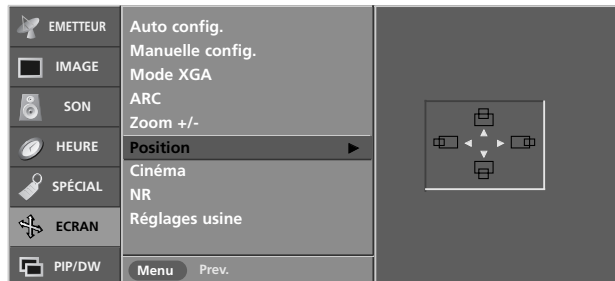 EMETTEUR
IMAGE
SON
HEURE
SPÉCIAL
ECRAN
PIP/DW
Auto config.
Manuelle config.
Mode XGA
ARC
Zoom +/-
Position
Cinéma
NR
Réglages usine
Menu Prev.